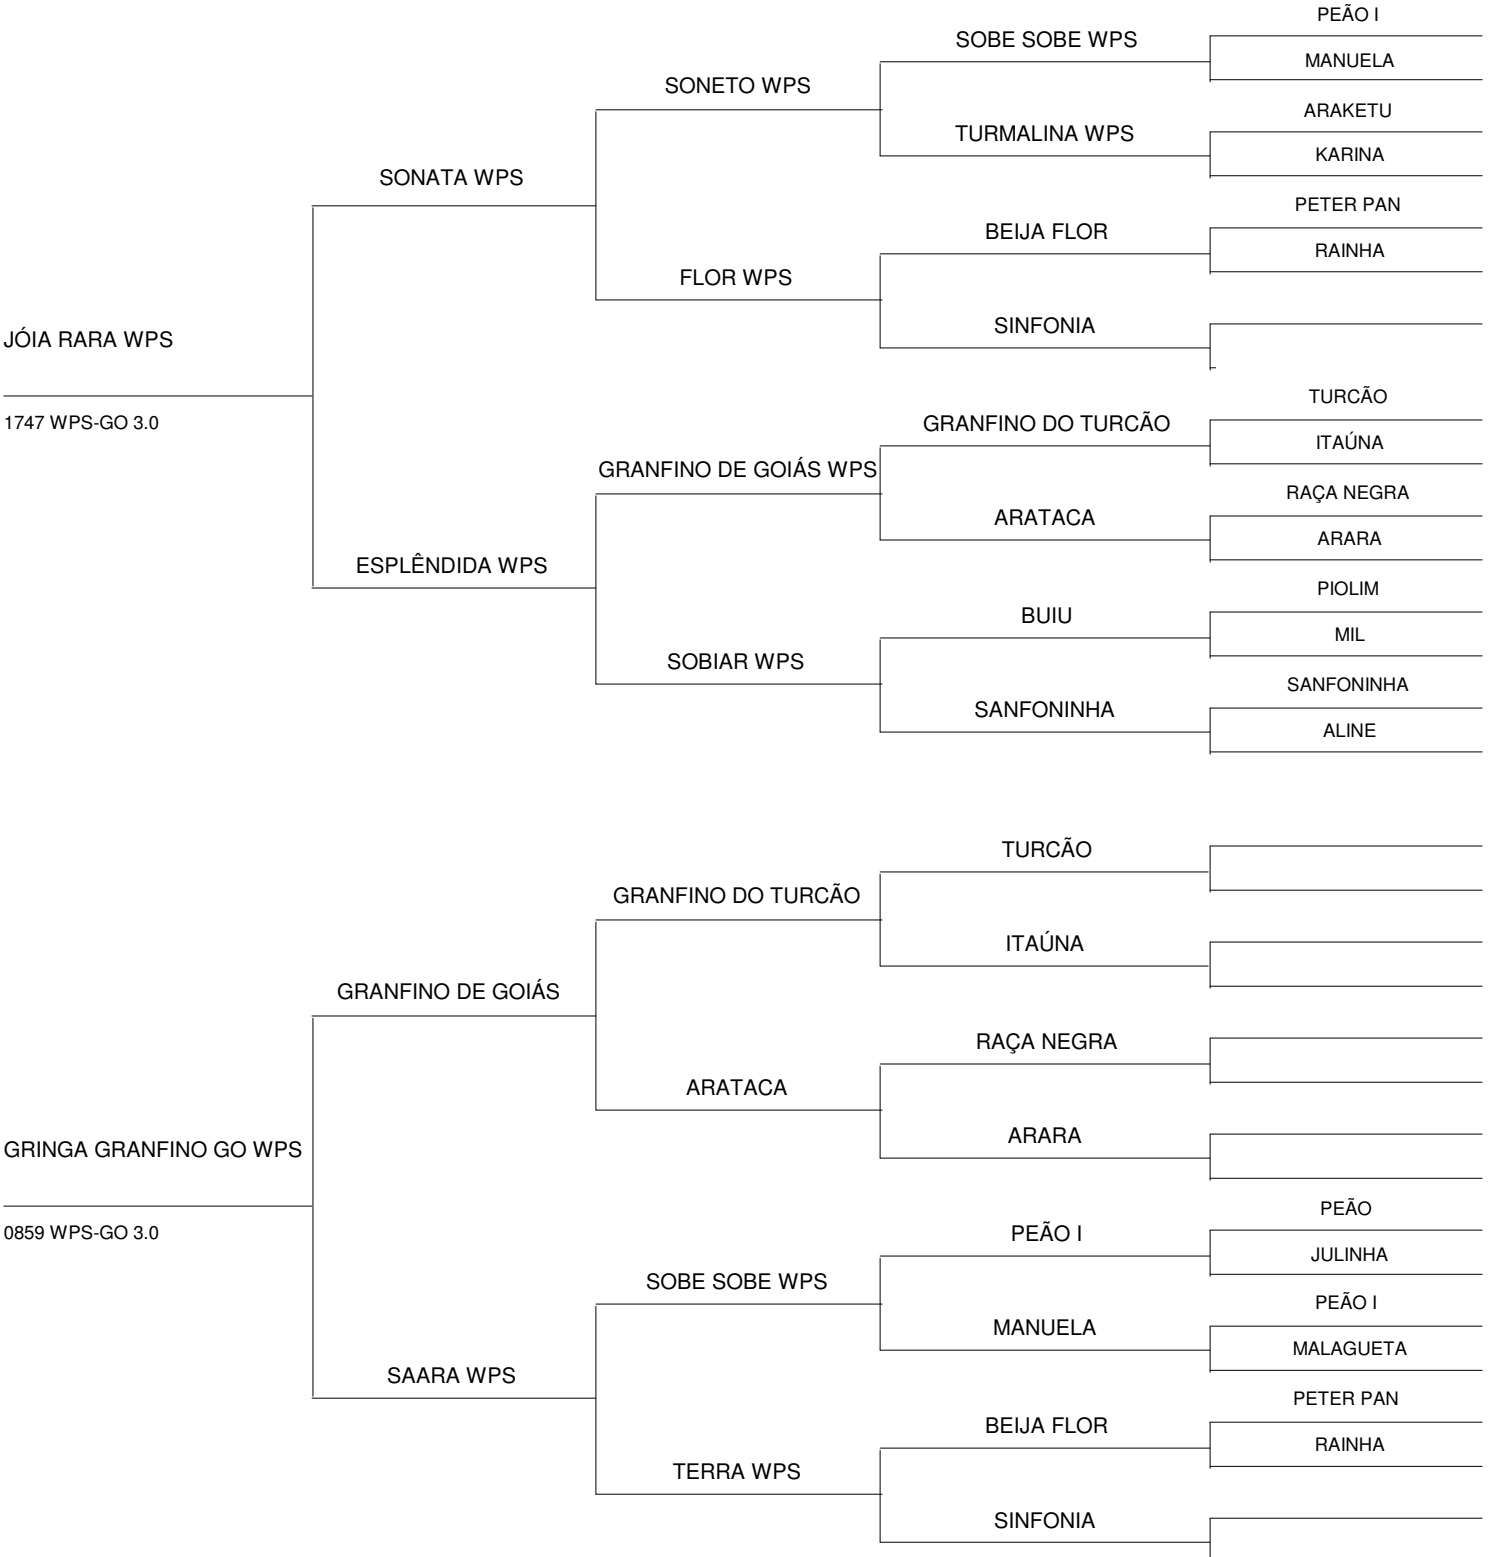 PEÃO I
SOBE SOBE WPS
MANUELA
SONETO WPS
ARAKETU
TURMALINA WPS
KARINA
SONATA WPS
PETER PAN
BEIJA FLOR
RAINHA
FLOR WPS
SINFONIA
JÓIA RARA WPS
1747 WPS-GO 3.0
TURCÃO
GRANFINO DO TURCÃO
ITAÚNA
GRANFINO DE GOIÁS WPS
RAÇA NEGRA
ARATACA
ARARA
ESPLÊNDIDA WPS
PIOLIM
BUIU
MIL
SOBIAR WPS
SANFONINHA
SANFONINHA
ALINE
TURCÃO
GRANFINO DO TURCÃO
ITAÚNA
GRANFINO DE GOIÁS
RAÇA NEGRA
ARATACA
ARARA
GRINGA GRANFINO GO WPS
0859 WPS-GO 3.0
PEÃO
PEÃO I
JULINHA
SOBE SOBE WPS
PEÃO I
MANUELA
MALAGUETA
SAARA WPS
PETER PAN
BEIJA FLOR
RAINHA
TERRA WPS
SINFONIA